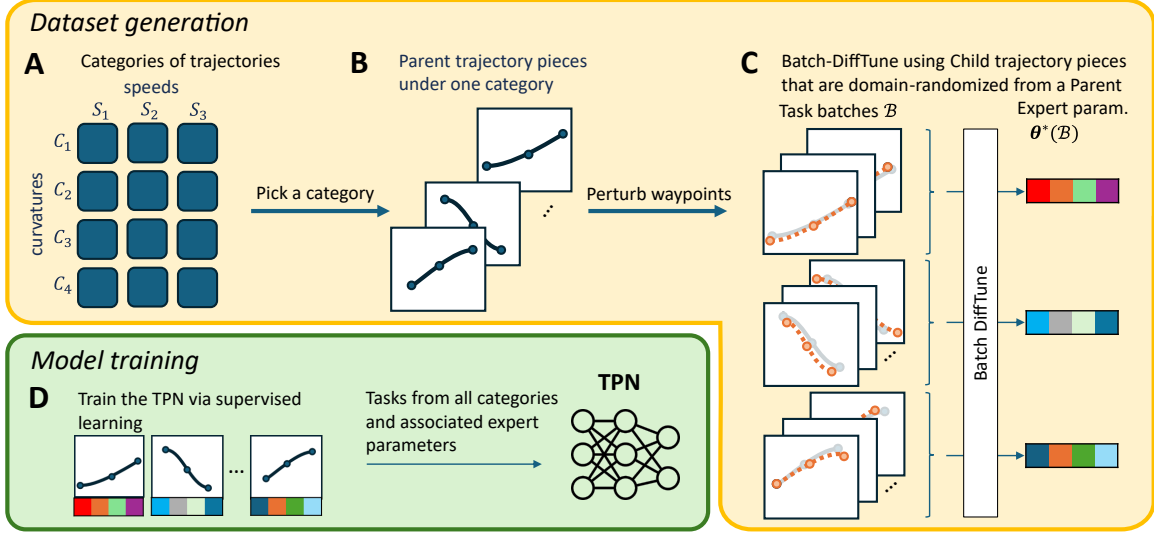 Dataset generation
A
Categories of trajectories
speeds
S₁ S₂ S₃
C₁
C₂
C₃
C₄
curvatures
Pick a category
B
Parent trajectory pieces
under one category
...
Perturb waypoints
C
Batch-DiffTune using Child trajectory pieces
that are domain-randomized from a Parent
Task batches ℬ
Expert param.
θ*(ℬ)
...
...
Batch DiffTune
Model training
D
Train the TPN via supervised
learning
...
Tasks from all categories
and associated expert
parameters
TPN